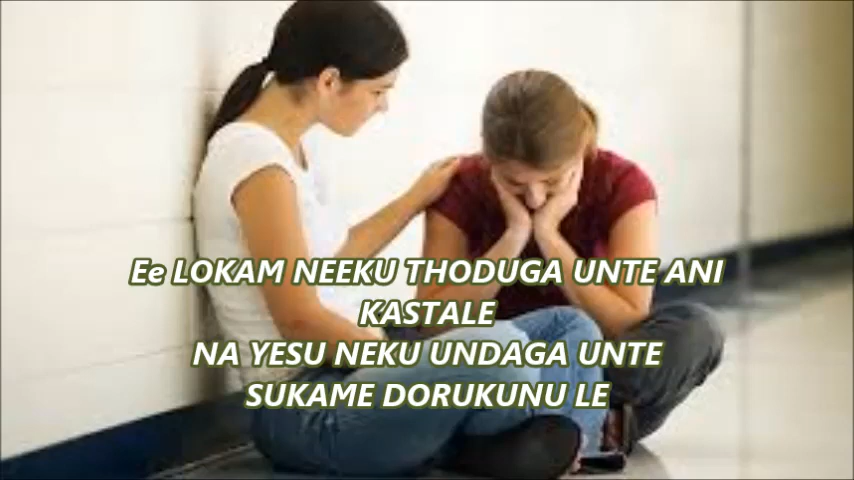 Ee LOKAM NEEKU THODUGA UNTE ANI
KASTALE
NA YESU NEKU UNDAGA UNTE
SUKAME DORUKUNU LE